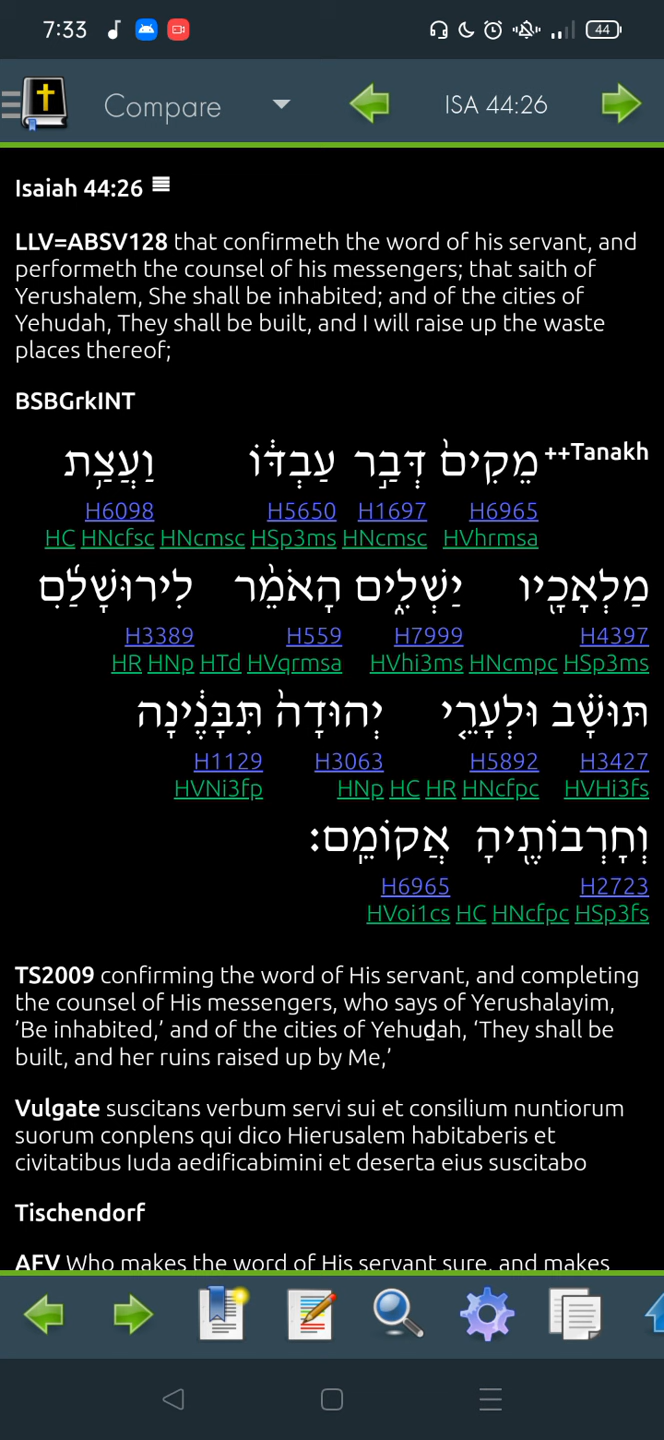 7:33
44
Compare
ISA 44:26
Isaiah 44:26
LLV=ABSV128 that confirmeth the word of his servant, and
performeth the counsel of his messengers; that saith of
Yerushalem, She shall be inhabited; and of the cities of
Yehudah, They shall be built, and I will raise up the waste
places thereof;
BSBGrkINT
++Tanakh מֵקִים֙ דְּבַ֣ר עַבְדּ֔וֹ וַעֲצַ֥ת
H6098 H5650 H1697 H6965
HC HNcfsc HNcmsc HSp3ms HNcmsc HVhrmsa
מַלְאָכָ֖יו יַשְׁלִ֑ים הָאֹמֵ֨ר לִירוּשָׁלִַ֜ם
H3389 H559 H7999 H4397
HR HNp HTd HVqrmsa HVhi3ms HNcmpc HSp3ms
תּוּשָׁ֗ב וּלְעָרֵ֤י יְהוּדָה֙ תִּבָּנֶ֔ינָה
H1129 H3063 H5892 H3427
HVNi3fp HNp HC HR HNcfpc HVHi3fs
וְחָרְבוֹתֶ֖יהָ אֲקוֹמֵֽם׃
H6965 H2723
HVoi1cs HC HNcfpc HSp3fs
TS2009 confirming the word of His servant, and completing
the counsel of His messengers, who says of Yerushalayim,
’Be inhabited,’ and of the cities of Yehuḏah, ‘They shall be
built, and her ruins raised up by Me,’
Vulgate suscitans verbum servi sui et consilium nuntiorum
suorum conplens qui dico Hierusalem habitaberis et
civitatibus Iuda aedificabimini et deserta eius suscitabo
Tischendorf
AFV Who makes the word of His servant sure, and makes